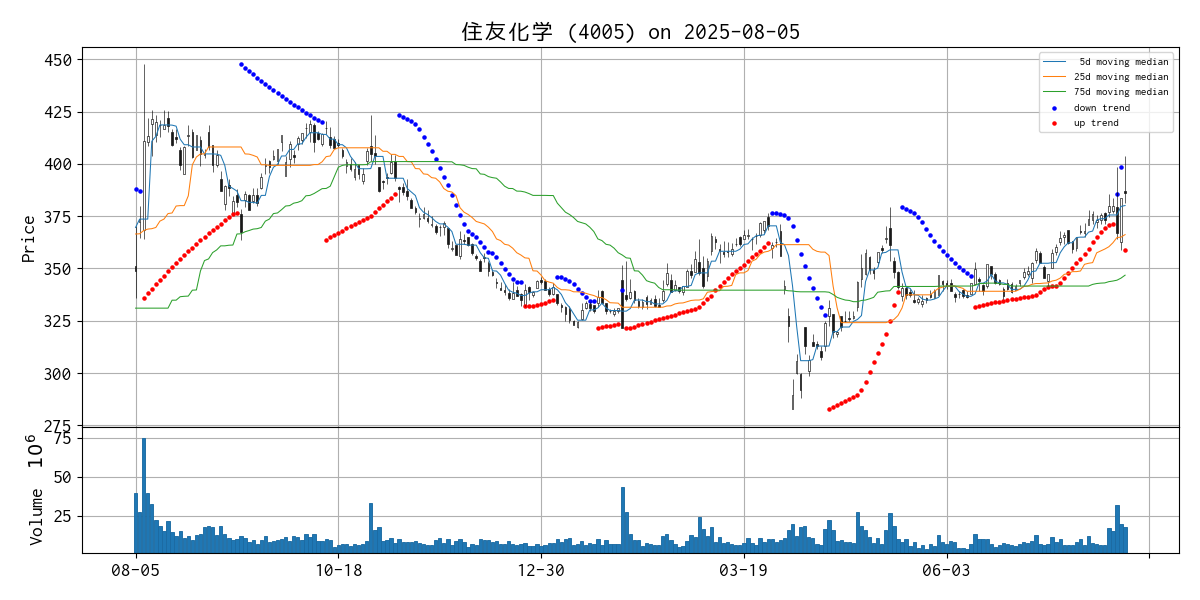 住友化学 (4005) on 2025-08-05
450
425
400
375
350
325
300
275
Price
5d moving median
25d moving median
75d moving median
down trend
up trend
75
50
25
Volume 10^6
08-05
10-18
12-30
03-19
06-03